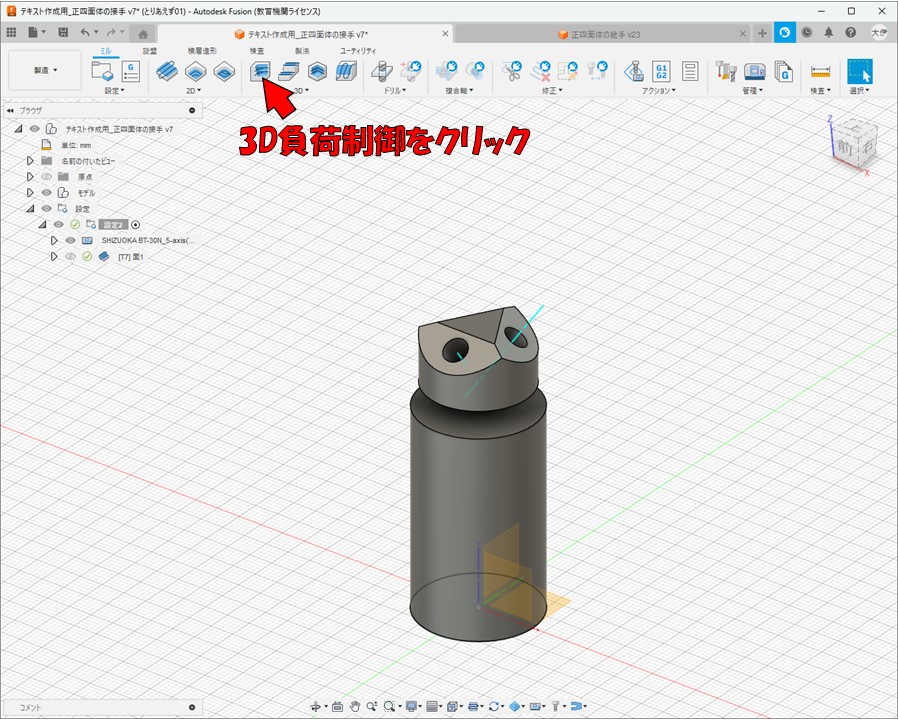 テキスト作成用_正四面体の接手 v7* (とりあえず01) - Autodesk Fusion (教育機関ライセンス)
テキスト作成用_正四面体の接手 v7*
正四面体の継手 v23
大伊
ミル 旋盤 積層造形 検査 製法 ユーティリティ
製造
G1
G2
設定 2D 3D ドリル 複合軸 修正 アクション 管理 検査 選択
ブラウザ
テキスト作成用_正四面体の接手 v7
単位: mm
名前の付いたビュー
原点
モデル
設定
設定2
SHIZUOKA BT-30N_5-axis(...
[T7] 面1
3D負荷制御をクリック
Z
前
右
X
コメント